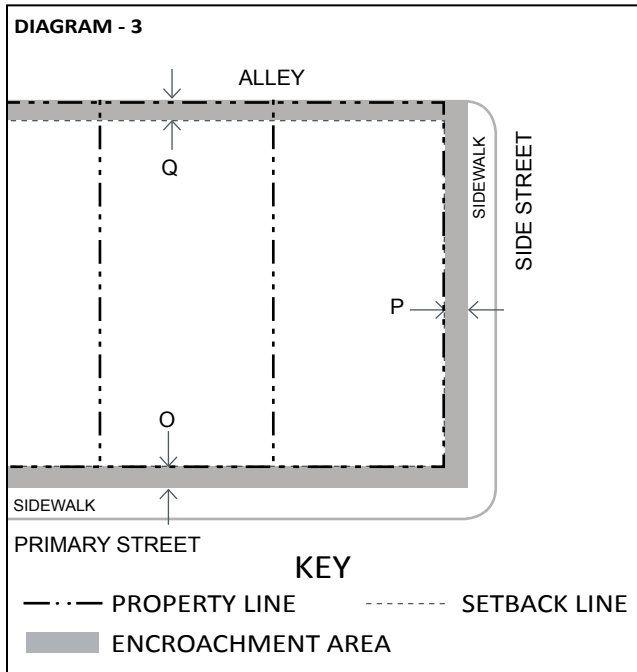 DIAGRAM - 3
ALLEY
Q
SIDEWALK
SIDE STREET
P
O
SIDEWALK
PRIMARY STREET
KEY
PROPERTY LINE
SETBACK LINE
ENCROACHMENT AREA